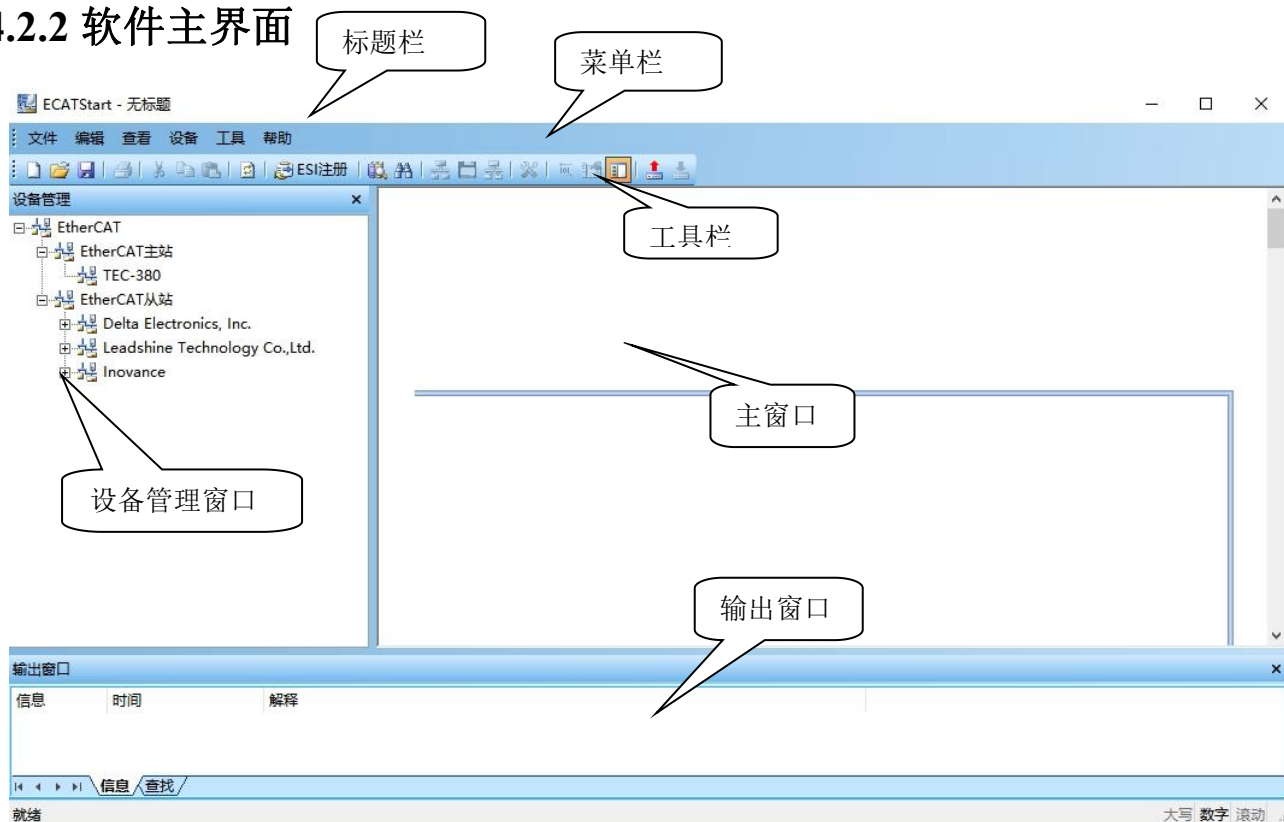 4.2.2 软件主界面
标题栏
菜单栏
ECATStart - 无标题
文件 编辑 查看 设备 工具 帮助
ESI注册
设备管理
EtherCAT
EtherCAT主站
TEC-380
EtherCAT从站
Delta Electronics, Inc.
Leadshine Technology Co.,Ltd.
Inovance
工具栏
主窗口
设备管理窗口
输出窗口
输出窗口
信息 时间 解释
信息 查找
就绪
大写 数字 滚动